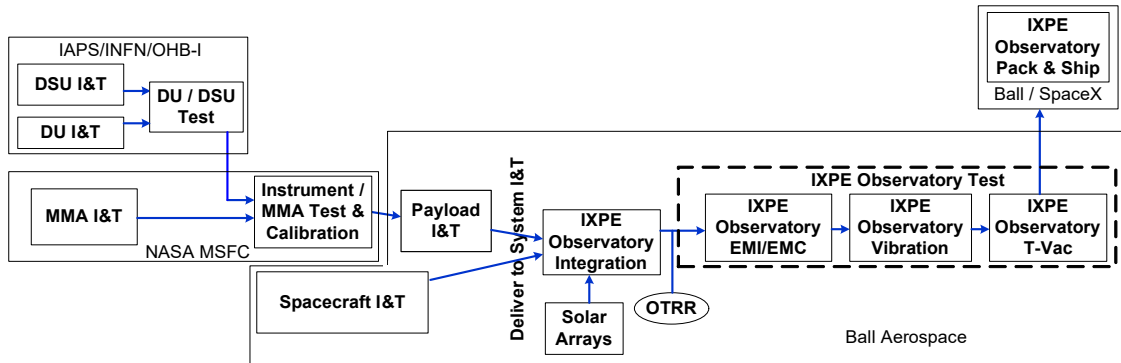 IAPS/INFN/OHB-I
DSU I&T
DU I&T
DU / DSU
Test
MMA I&T
Instrument /
MMA Test &
Calibration
NASA MSFC
Payload
I&T
Spacecraft I&T
Deliver to System I&T
IXPE
Observatory
Integration
Solar
Arrays
OTRR
IXPE Observatory Test
IXPE
Observatory
EMI/EMC
IXPE
Observatory
Vibration
IXPE
Observatory
T-Vac
IXPE
Observatory
Pack & Ship
Ball / SpaceX
Ball Aerospace